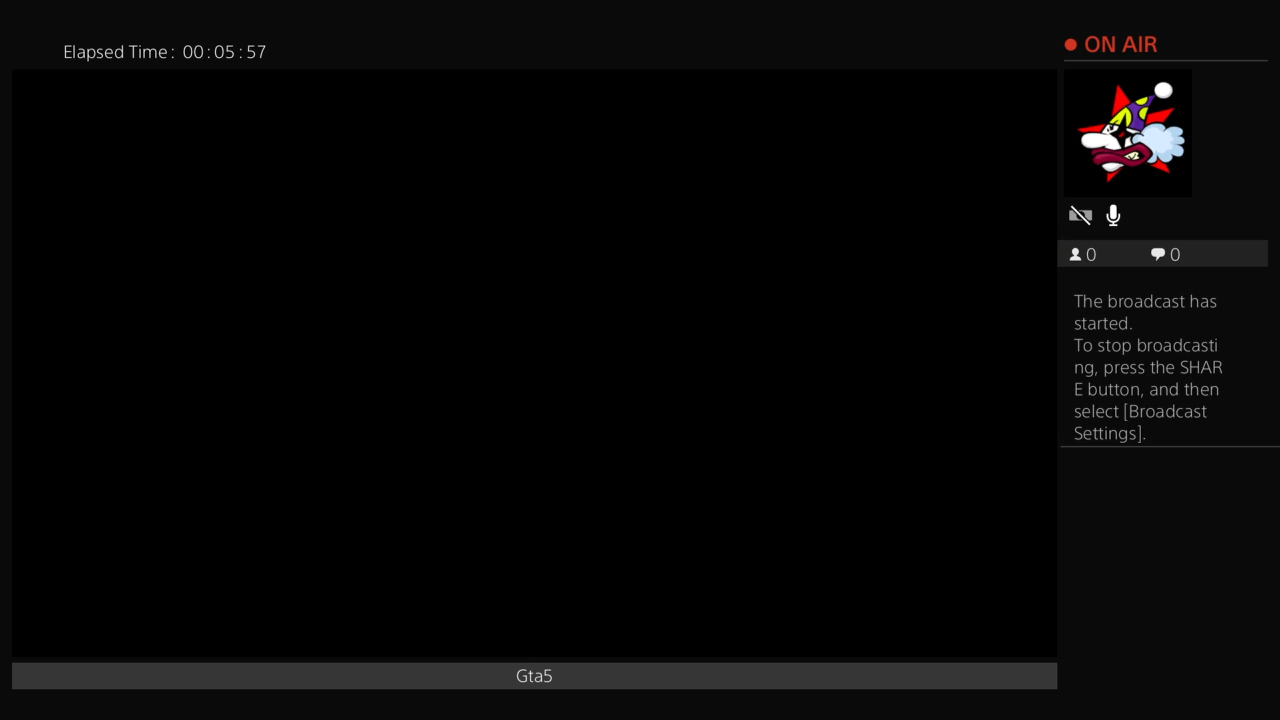 Elapsed Time: 00:05:57
ON AIR
0 0
The broadcast has
started.
To stop broadcasti
ng, press the SHAR
E button, and then
select [Broadcast
Settings].
Gta5